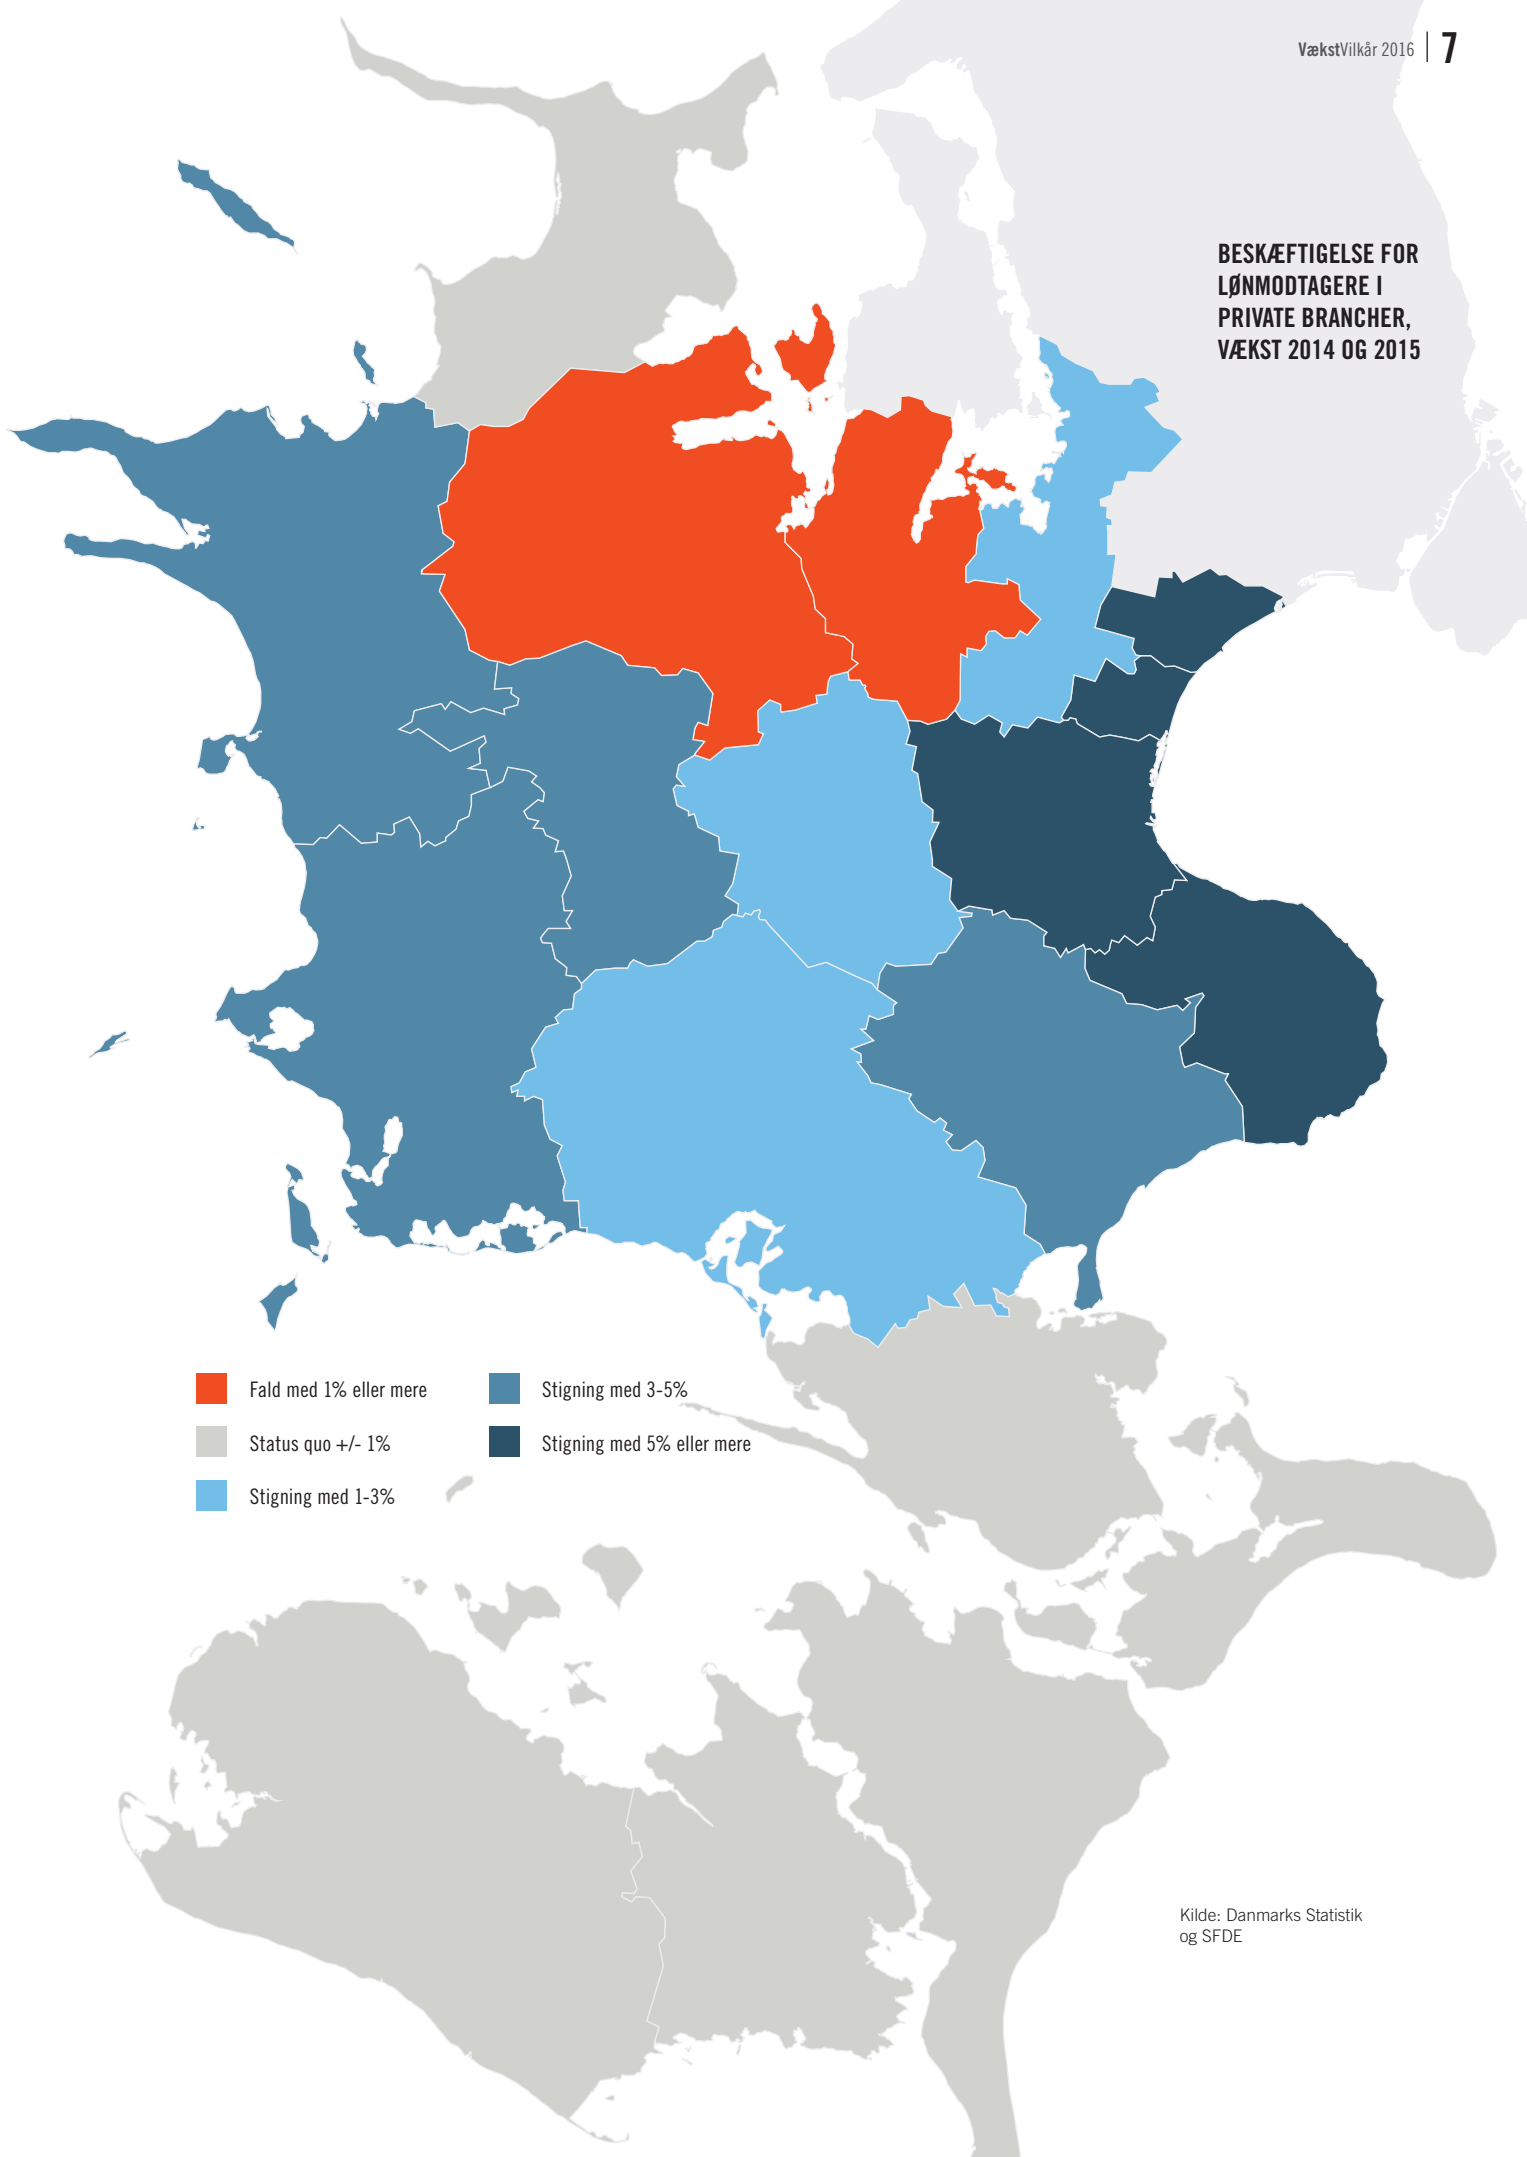 VækstVilkår 2016 | 7
BESKÆFTIGELSE FOR
LØNMODTAGERE I
PRIVATE BRANCHER,
VÆKST 2014 OG 2015
Fald med 1% eller mere
Status quo +/- 1%
Stigning med 1-3%
Stigning med 3-5%
Stigning med 5% eller mere
Kilde: Danmarks Statistik
og SFDE